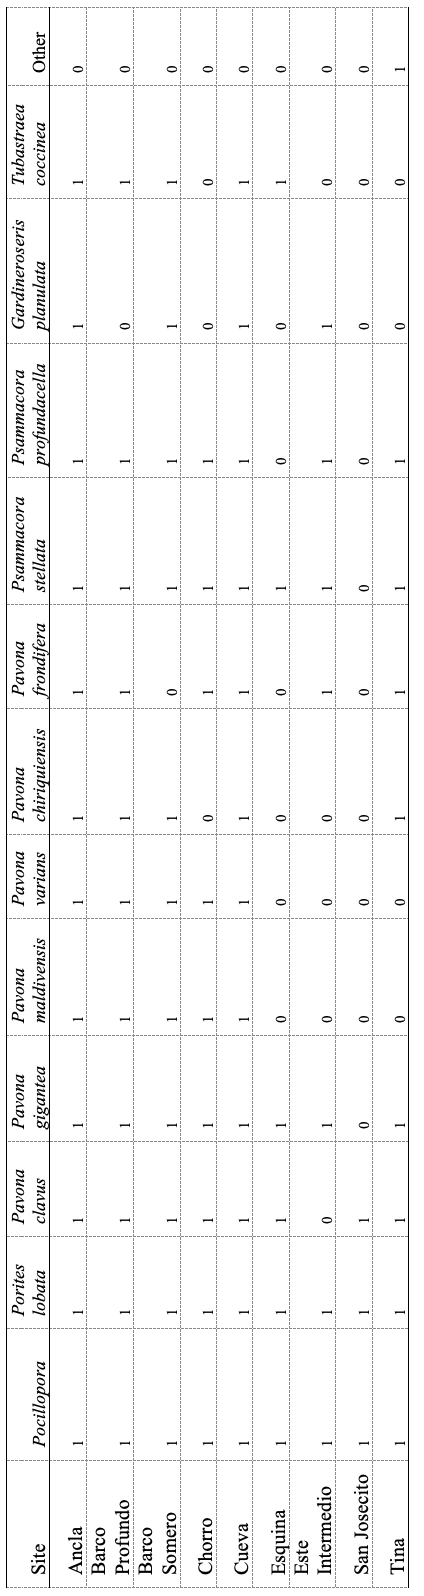 Pavona Pavona Pavona Pavona Pavona Pavona Psammacora Psammacora Gardineroseris Tubastraea
Porites
Site Pocillopora lobata clavus gigantea maldivensis varians chiriquiensis frondifera stellata profundacella planulata coccinea Other
Ancla 1 1 1 1 1 1 1 1 1 1 1 1 0
Barco
Profundo 1 1 1 1 1 1 1 1 1 1 0 1 0
Barco
Somero 1 1 1 1 1 1 1 0 1 1 1 1 0
Chorro 1 1 1 1 1 1 0 1 1 1 0 0 0
Cueva 1 1 1 1 1 1 1 1 1 1 1 1 0
Esquina 1 1 1 1 0 0 0 0 1 0 0 1 0
Este
Intermedio 1 1 0 1 0 0 0 1 1 1 1 0 0
San Josecito 1 1 1 0 0 0 0 0 0 0 0 0 0
Tina 1 1 1 1 0 0 1 1 1 1 0 0 1